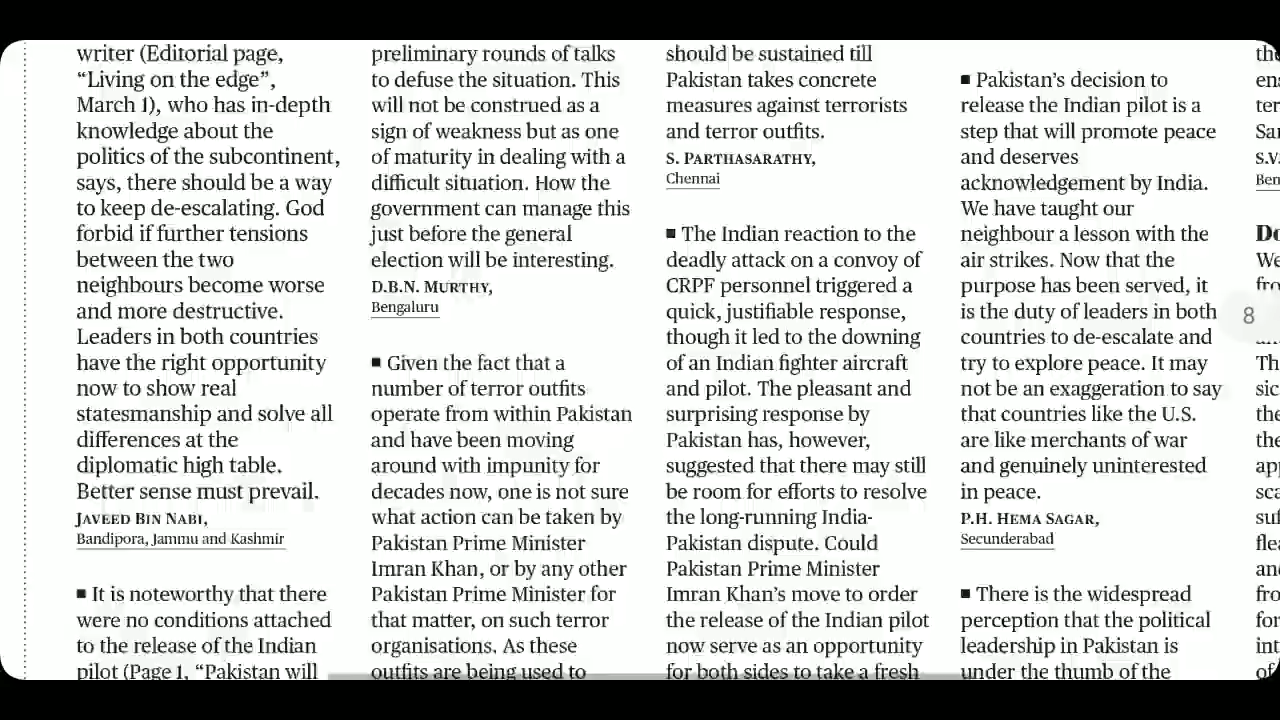 writer (Editorial page,
“Living on the edge”,
March 1), who has in-depth
knowledge about the
politics of the subcontinent,
says, there should be a way
to keep de-escalating. God
forbid if further tensions
between the two
neighbours become worse
and more destructive.
Leaders in both countries
have the right opportunity
now to show real
statesmanship and solve all
differences at the
diplomatic high table.
Better sense must prevail.
JAVEED BIN NABI,
Bandipora, Jammu and Kashmir
■ It is noteworthy that there
were no conditions attached
to the release of the Indian
pilot (Page 1, “Pakistan will
preliminary rounds of talks
to defuse the situation. This
will not be construed as a
sign of weakness but as one
of maturity in dealing with a
difficult situation. How the
government can manage this
just before the general
election will be interesting.
D.B.N. MURTHY,
Bengaluru
■ Given the fact that a
number of terror outfits
operate from within Pakistan
and have been moving
around with impunity for
decades now, one is not sure
what action can be taken by
Pakistan Prime Minister
Imran Khan, or by any other
Pakistan Prime Minister for
that matter, on such terror
organisations. As these
outfits are being used to
should be sustained till
Pakistan takes concrete
measures against terrorists
and terror outfits.
S. PARTHASARATHY,
Chennai
■ The Indian reaction to the
deadly attack on a convoy of
CRPF personnel triggered a
quick, justifiable response,
though it led to the downing
of an Indian fighter aircraft
and pilot. The pleasant and
surprising response by
Pakistan has, however,
suggested that there may still
be room for efforts to resolve
the long-running India-
Pakistan dispute. Could
Pakistan Prime Minister
Imran Khan’s move to order
the release of the Indian pilot
now serve as an opportunity
for both sides to take a fresh
■ Pakistan’s decision to
release the Indian pilot is a
step that will promote peace
and deserves
acknowledgement by India.
We have taught our
neighbour a lesson with the
air strikes. Now that the
purpose has been served, it
is the duty of leaders in both
countries to de-escalate and
try to explore peace. It may
not be an exaggeration to say
that countries like the U.S.
are like merchants of war
and genuinely uninterested
in peace.
P.H. HEMA SAGAR,
Secunderabad
■ There is the widespread
perception that the political
leadership in Pakistan is
under the thumb of the
8